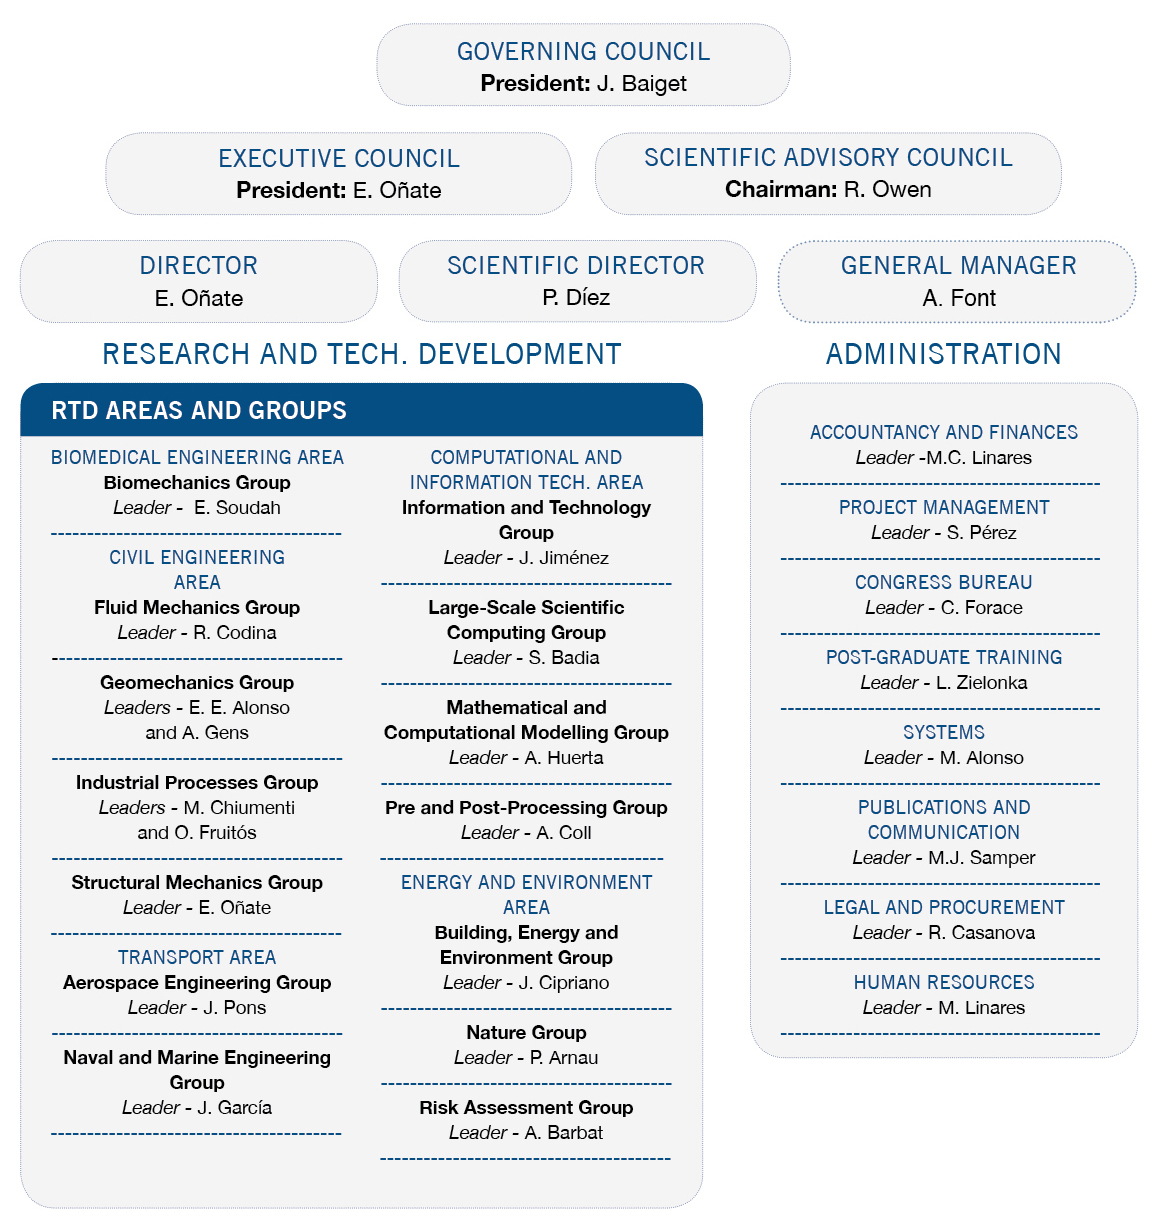 GOVERNING COUNCIL
President: J. Baiget
EXECUTIVE COUNCIL
President: E. Oñate
SCIENTIFIC ADVISORY COUNCIL
Chairman: R. Owen
DIRECTOR
E. Oñate
SCIENTIFIC DIRECTOR
P. Díez
GENERAL MANAGER
A. Font
RESEARCH AND TECH. DEVELOPMENT
RTD AREAS AND GROUPS
BIOMEDICAL ENGINEERING AREA
Biomechanics Group
Leader - E. Soudah
CIVIL ENGINEERING
AREA
Fluid Mechanics Group
Leader - R. Codina
Geomechanics Group
Leaders - E. E. Alonso
and A. Gens
Industrial Processes Group
Leaders - M. Chiumenti
and O. Fruitós
Structural Mechanics Group
Leader - E. Oñate
TRANSPORT AREA
Aerospace Engineering Group
Leader - J. Pons
Naval and Marine Engineering
Group
Leader - J. García
COMPUTATIONAL AND
INFORMATION TECH. AREA
Information and Technology
Group
Leader - J. Jiménez
Large-Scale Scientific
Computing Group
Leader - S. Badia
Mathematical and
Computational Modelling Group
Leader - A. Huerta
Pre and Post-Processing Group
Leader - A. Coll
ENERGY AND ENVIRONMENT
AREA
Building, Energy and
Environment Group
Leader - J. Cipriano
Nature Group
Leader - P. Arnau
Risk Assessment Group
Leader - A. Barbat
ADMINISTRATION
ACCOUNTANCY AND FINANCES
Leader -M.C. Linares
PROJECT MANAGEMENT
Leader - S. Pérez
CONGRESS BUREAU
Leader - C. Forace
POST-GRADUATE TRAINING
Leader - L. Zielonka
SYSTEMS
Leader - M. Alonso
PUBLICATIONS AND
COMMUNICATION
Leader - M.J. Samper
LEGAL AND PROCUREMENT
Leader - R. Casanova
HUMAN RESOURCES
Leader - M. Linares